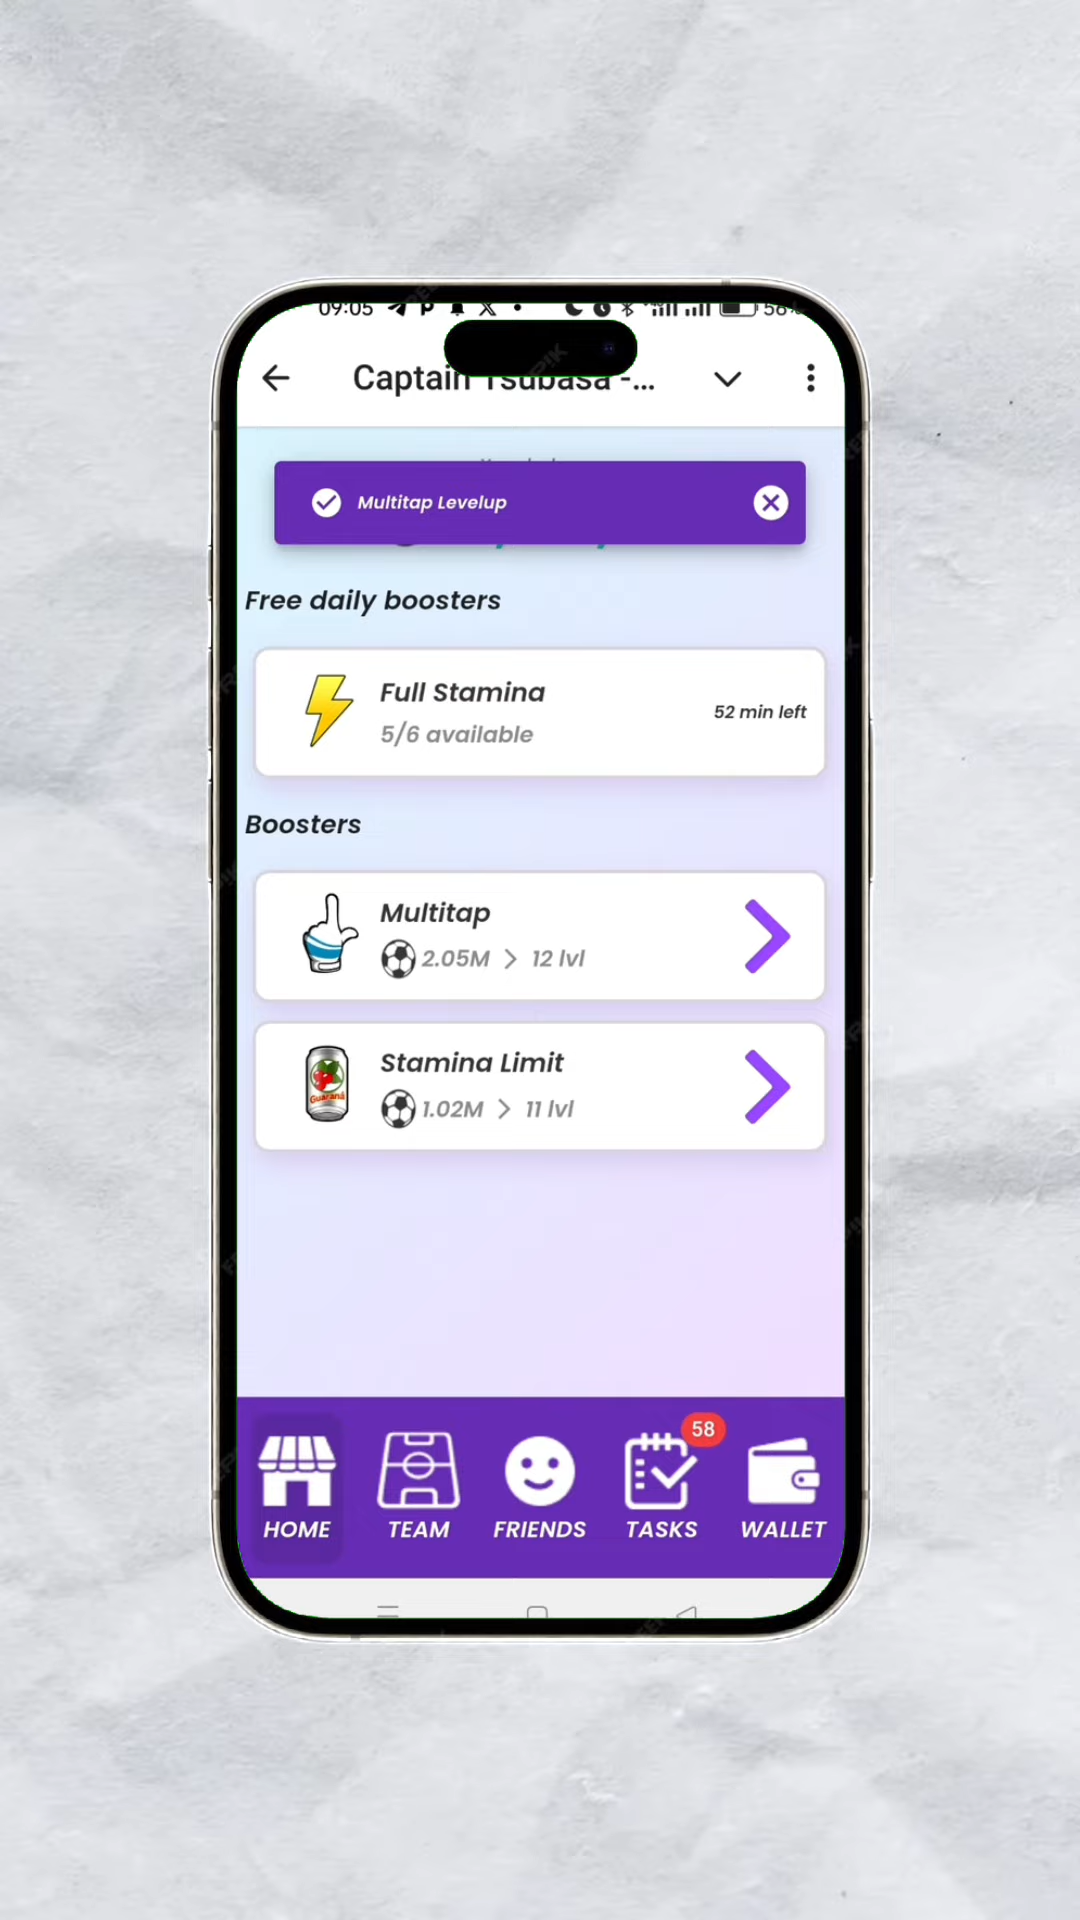 09:05
Captain Tsubasa -...
Multitap Levelup
Free daily boosters
Full Stamina
5/6 available
52 min left
Boosters
Multitap
2.05M > 12 lvl
Guaraná
Stamina Limit
1.02M > 11 lvl
58
HOME
TEAM
FRIENDS
TASKS
WALLET